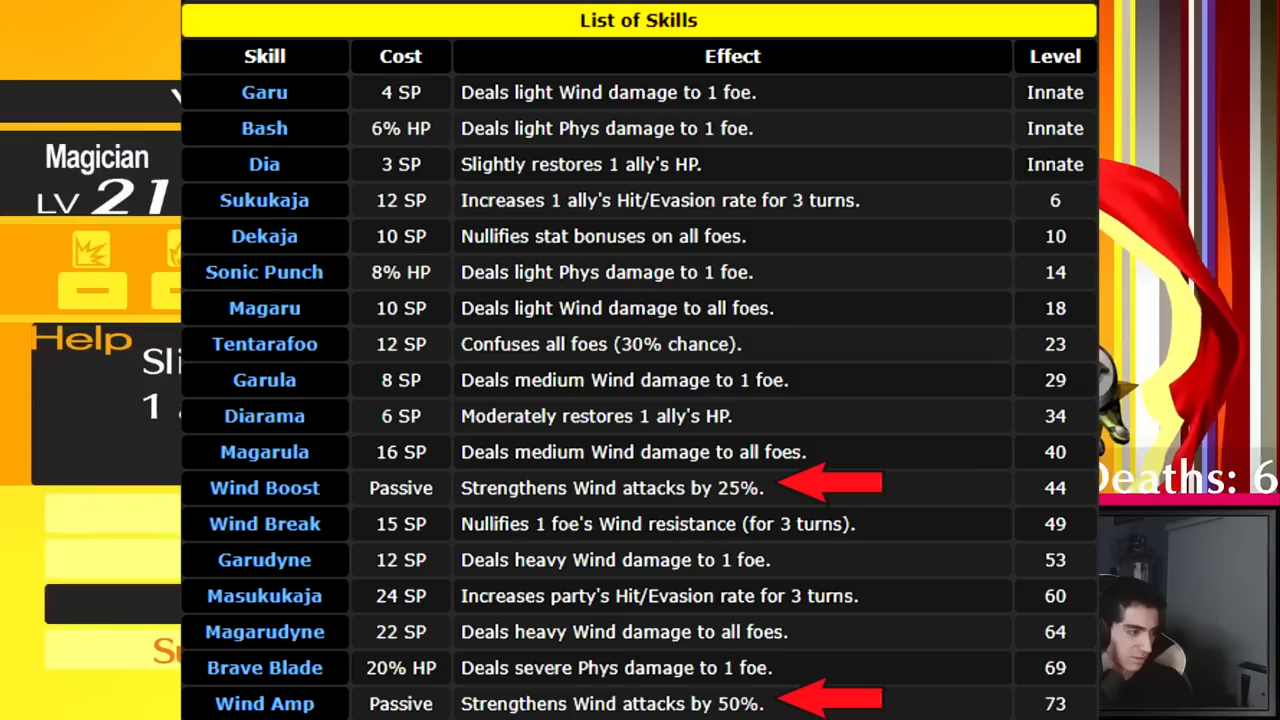 List of Skills
Skill Cost Effect Level
Garu 4 SP Deals light Wind damage to 1 foe. Innate
Bash 6% HP Deals light Phys damage to 1 foe. Innate
Dia 3 SP Slightly restores 1 ally's HP. Innate
Sukukaja 12 SP Increases 1 ally's Hit/Evasion rate for 3 turns. 6
Dekaja 10 SP Nullifies stat bonuses on all foes. 10
Sonic Punch 8% HP Deals light Phys damage to 1 foe. 14
Magaru 10 SP Deals light Wind damage to all foes. 18
Tentarafoo 12 SP Confuses all foes (30% chance). 23
Garula 8 SP Deals medium Wind damage to 1 foe. 29
Diarama 6 SP Moderately restores 1 ally's HP. 34
Magarula 16 SP Deals medium Wind damage to all foes. 40
Wind Boost Passive Strengthens Wind attacks by 25%. 44
Wind Break 15 SP Nullifies 1 foe's Wind resistance (for 3 turns). 49
Garudyne 12 SP Deals heavy Wind damage to 1 foe. 53
Masukukaja 24 SP Increases party's Hit/Evasion rate for 3 turns. 60
Magarudyne 22 SP Deals heavy Wind damage to all foes. 64
Brave Blade 20% HP Deals severe Phys damage to 1 foe. 69
Wind Amp Passive Strengthens Wind attacks by 50%. 73
Magician
LV 21
Help
Sli
1
Su
Deaths: 6